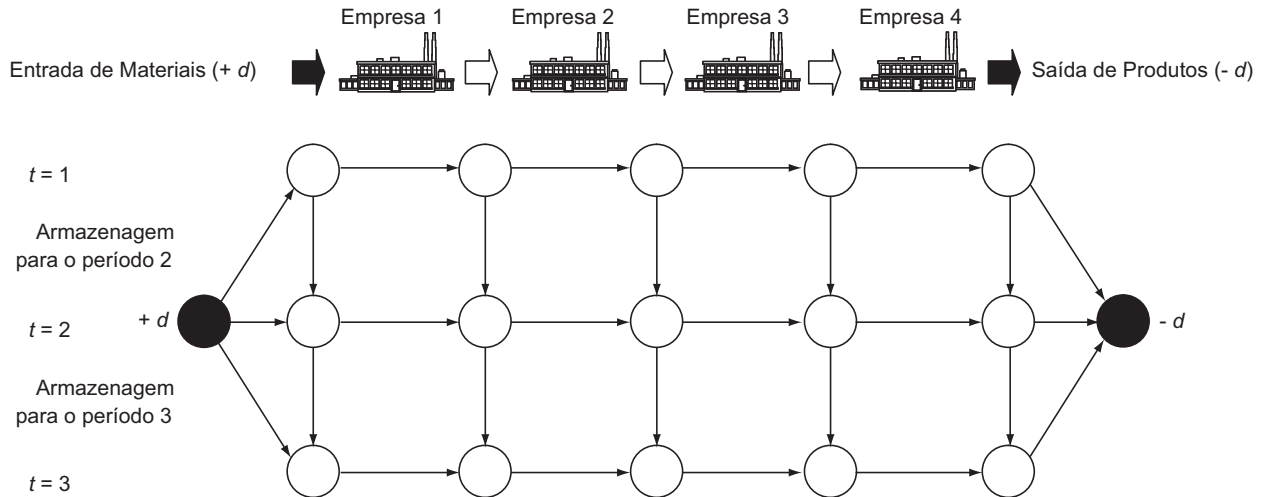 Empresa 1
Empresa 2
Empresa 3
Empresa 4
Entrada de Materiais (+ d)
Saída de Produtos (- d)
t = 1
Armazenagem
para o período 2
t = 2
+ d
- d
Armazenagem
para o período 3
t = 3